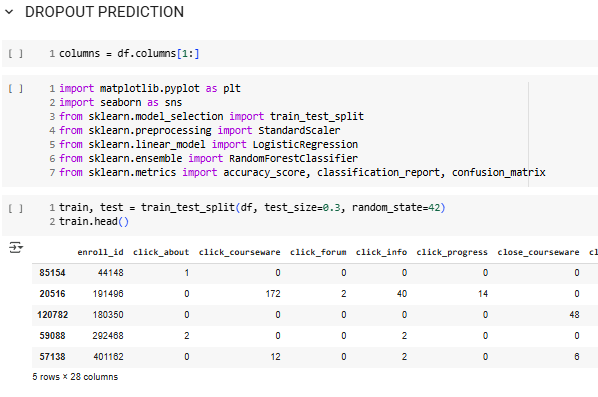 DROPOUT PREDICTION
[ ] 1 columns = df.columns[1:]
[ ] 1 import matplotlib.pyplot as plt
2 import seaborn as sns
3 from sklearn.model_selection import train_test_split
4 from sklearn.preprocessing import StandardScaler
5 from sklearn.linear_model import LogisticRegression
6 from sklearn.ensemble import RandomForestClassifier
7 from sklearn.metrics import accuracy_score, classification_report, confusion_matrix
[ ] 1 train, test = train_test_split(df, test_size=0.3, random_state=42)
2 train.head()
enroll_id click_about click_courseware click_forum click_info click_progress close_courseware cl
85154 44148 1 0 0 0 0 0
20516 191496 0 172 2 40 14 0
120782 180350 0 0 0 0 0 48
59088 292468 2 0 0 2 0 0
57138 401162 0 12 0 2 0 6
5 rows × 28 columns